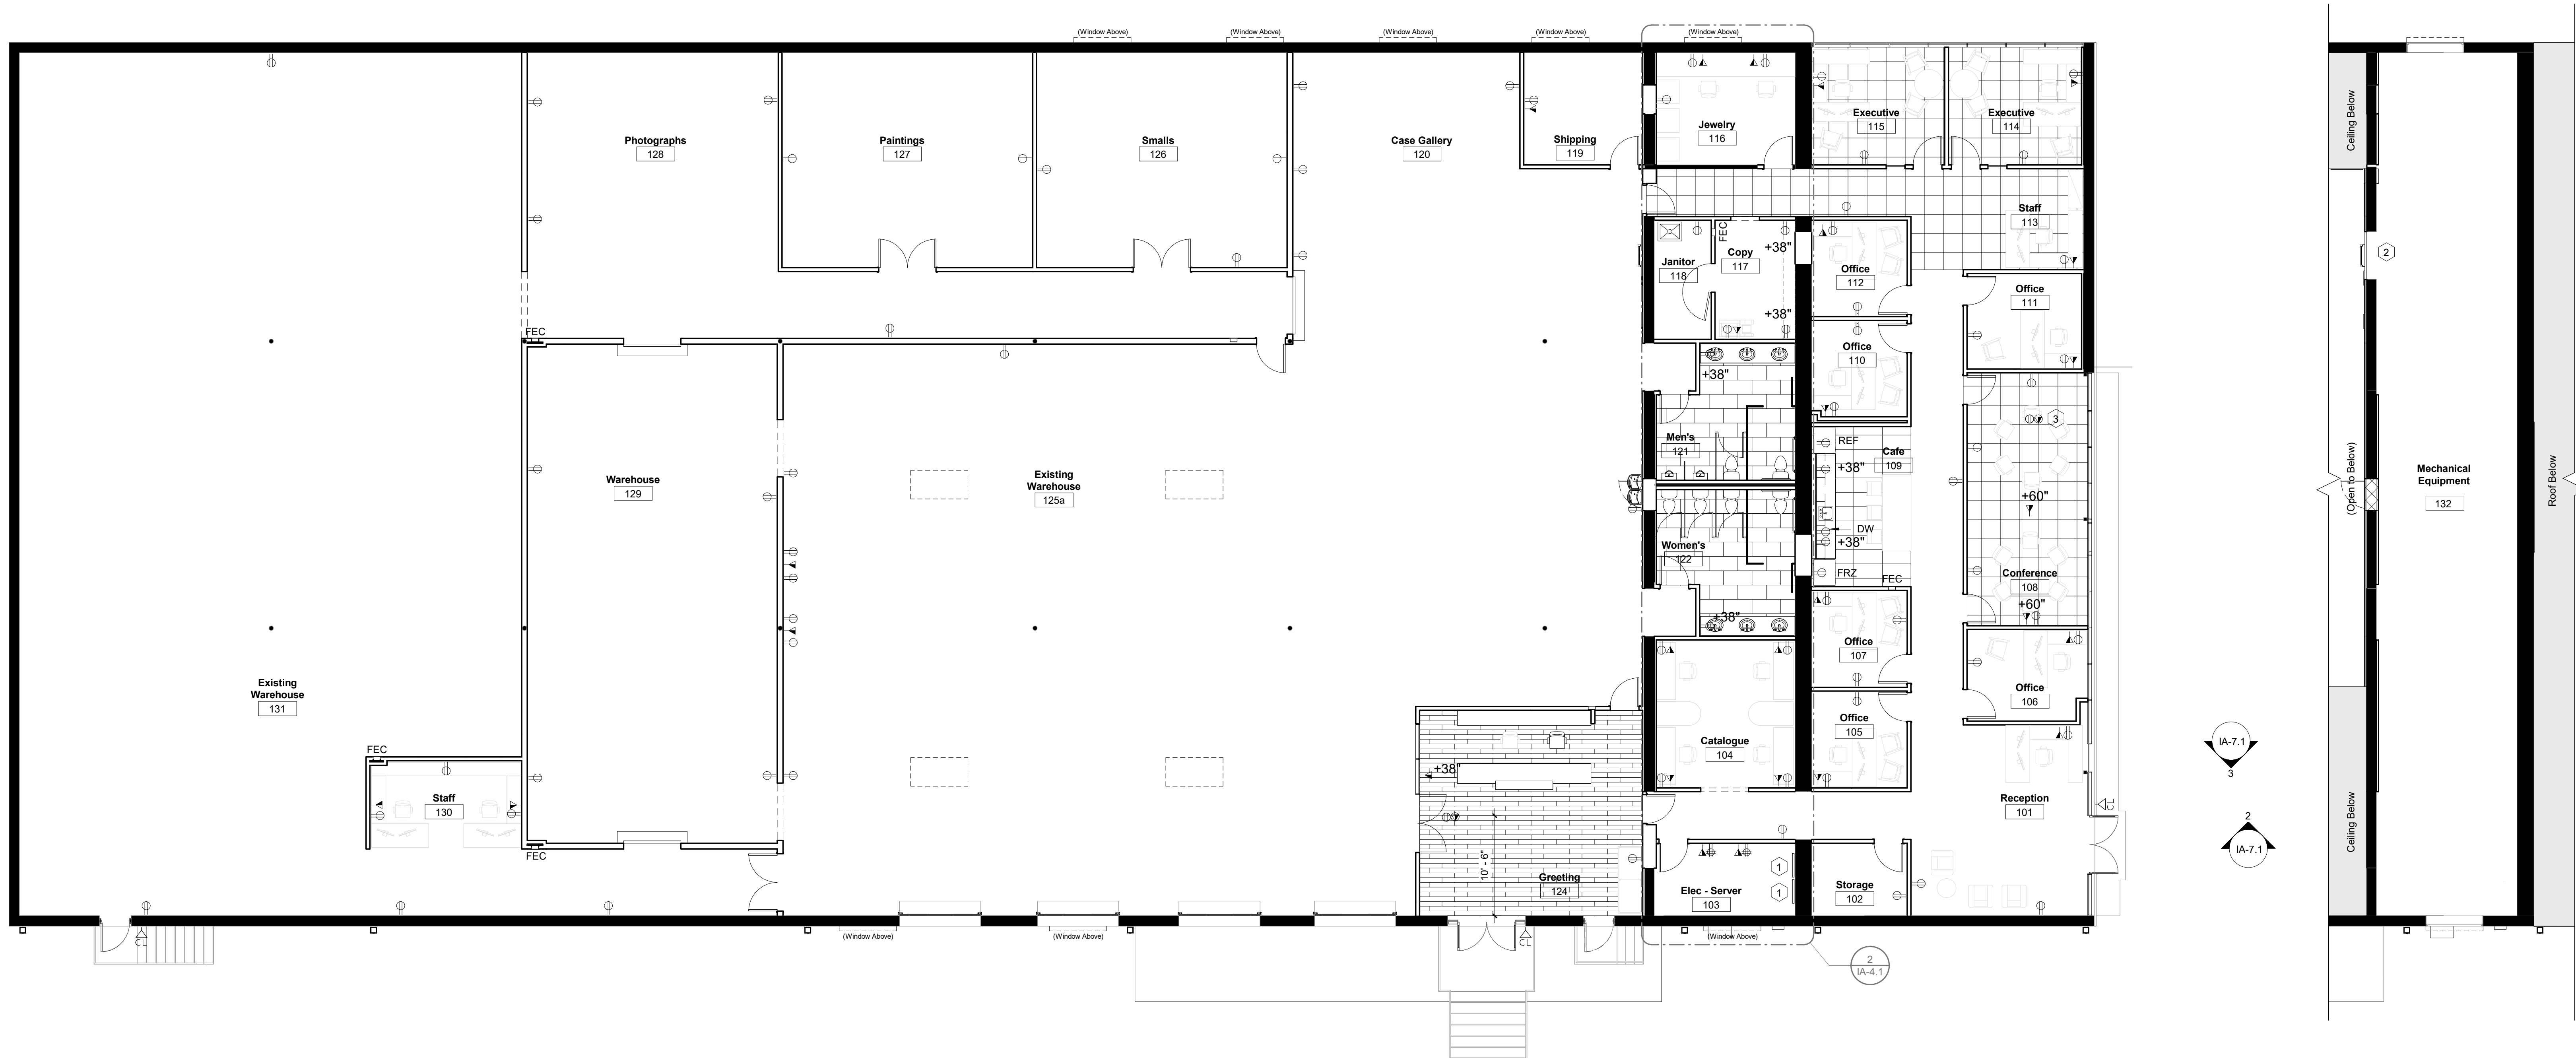 (Window Above)
(Window Above)
(Window Above)
(Window Above)
(Window Above)
Photographs
128
Paintings
127
Smalls
126
Case Gallery
120
Shipping
119
Jewelry
116
Executive
115
Executive
114
Staff
113
Janitor
118
FEC
Copy
117
+38"
+38"
Office
112
Office
111
Office
110
FEC
+38"
Men's
121
REF
Cafe
109
+38"
3
+60"
DW
+38"
Warehouse
129
Existing
Warehouse
125a
Women's
122
FRZ
FEC
Conference
108
+60"
+38"
Office
107
Office
106
Office
105
Existing
Warehouse
131
FEC
Staff
130
FEC
Catalogue
104
+38"
10' - 6"
Greeting
124
Reception
101
CL
Elec - Server
103
1
1
Storage
102
CL
(Window Above)
(Window Above)
CL
(Window Above)
2
IA-4.1
IA-7.1
3
2
IA-7.1
Ceiling Below
2
(Open to Below)
Mechanical
Equipment
132
Roof Below
Ceiling Below